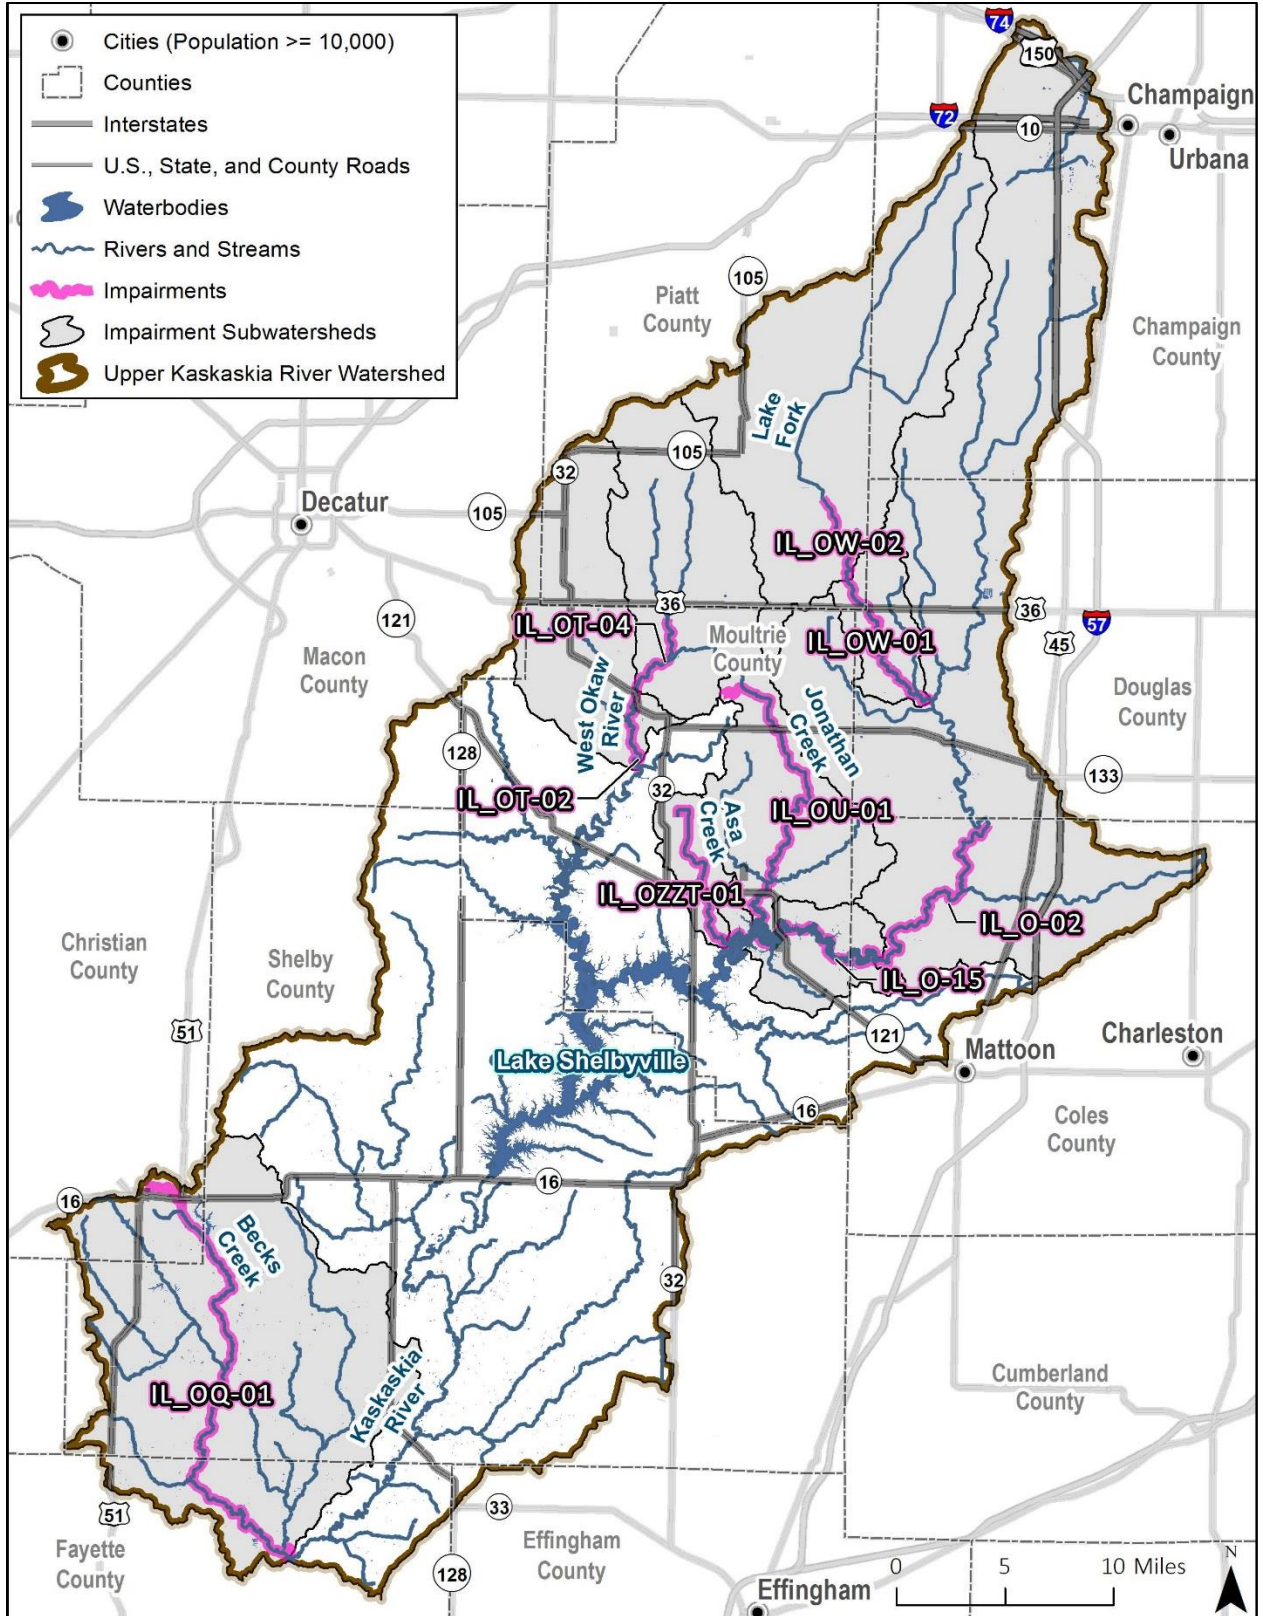 Cities (Population >= 10,000)
Counties
Interstates
U.S., State, and County Roads
Waterbodies
Rivers and Streams
Impairments
Impairment Subwatersheds
Upper Kaskaskia River Watershed
74
150
Champaign
72
10
Urbana
105
Piatt
County
Champaign
County
Lake
Fork
105
32
Decatur
105
IL_OW-02
36
36
57
121
IL_OT-04
Moultrie
County
IL_OW-01
45
Macon
County
West Okaw
River
Jonathan
Creek
Douglas
County
128
133
32
IL_OT-02
Asa
Creek
IL_OU-01
IL_OZZT-01
IL_O-02
Christian
County
Shelby
County
IL_O-15
51
121
Charleston
Mattoon
Lake Shelbyville
16
Coles
County
16
16
Becks
Creek
32
Kaskaskia
River
Cumberland
County
IL_OQ-01
51
33
Fayette
County
Effingham
County
128
Effingham
0 5 10 Miles
N